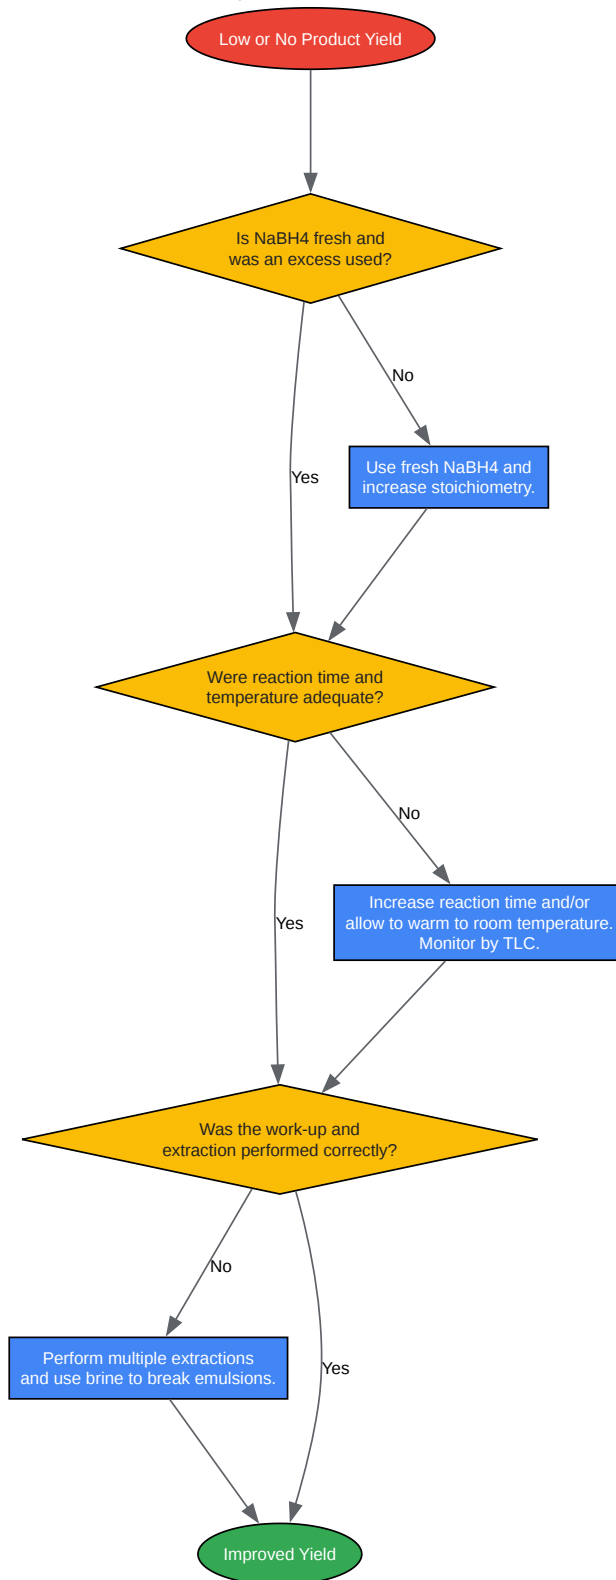 Low or No Product Yield
Is NaBH4 fresh and
was an excess used?
No
Yes
Use fresh NaBH4 and
increase stoichiometry.
Were reaction time and
temperature adequate?
No
Yes
Increase reaction time and/or
allow to warm to room temperature.
Monitor by TLC.
Was the work-up and
extraction performed correctly?
No
Yes
Perform multiple extractions
and use brine to break emulsions.
Improved Yield